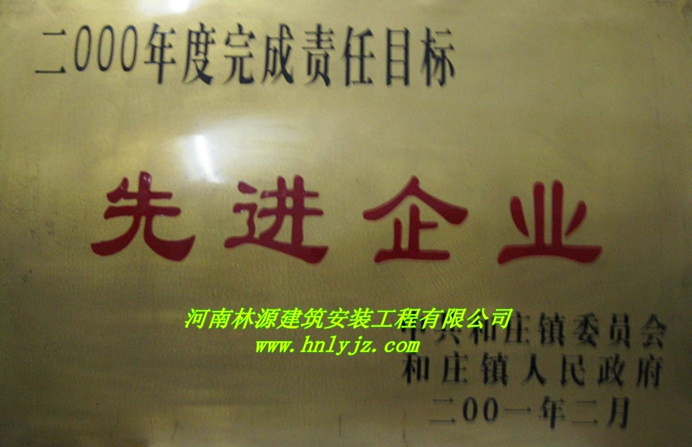 二000年度完成责任目标
先进企业
河南林源建筑安装工程有限公司
中共和庄镇委员会
www.hnlyjz.com
和庄镇人民政府
二00一年二月